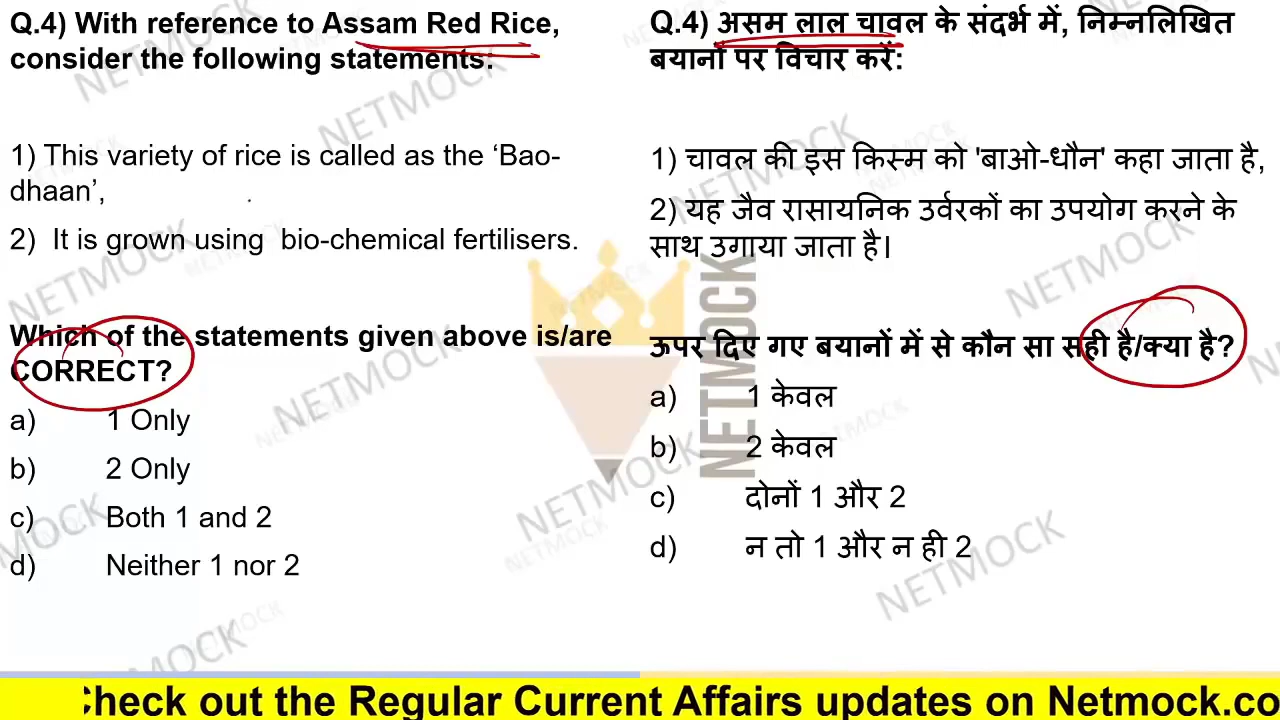 Q.4) With reference to Assam Red Rice,
consider the following statements:
1) This variety of rice is called as the ‘Bao-
dhaan’,
2) It is grown using bio-chemical fertilisers.
Which of the statements given above is/are
CORRECT?
a) 1 Only
b) 2 Only
c) Both 1 and 2
d) Neither 1 nor 2
Q.4) असम लाल चावल के संदर्भ में, निम्नलिखित
बयानों पर विचार करें:
1) चावल की इस किस्म को 'बाओ-धौन' कहा जाता है,
2) यह जैव रासायनिक उर्वरकों का उपयोग करने के
साथ उगाया जाता है।
ऊपर दिए गए बयानों में से कौन सा सही है/क्या है?
a) 1 केवल
b) 2 केवल
c) दोनों 1 और 2
d) न तो 1 और न ही 2
NETMOCK
Check out the Regular Current Affairs updates on Netmock.co